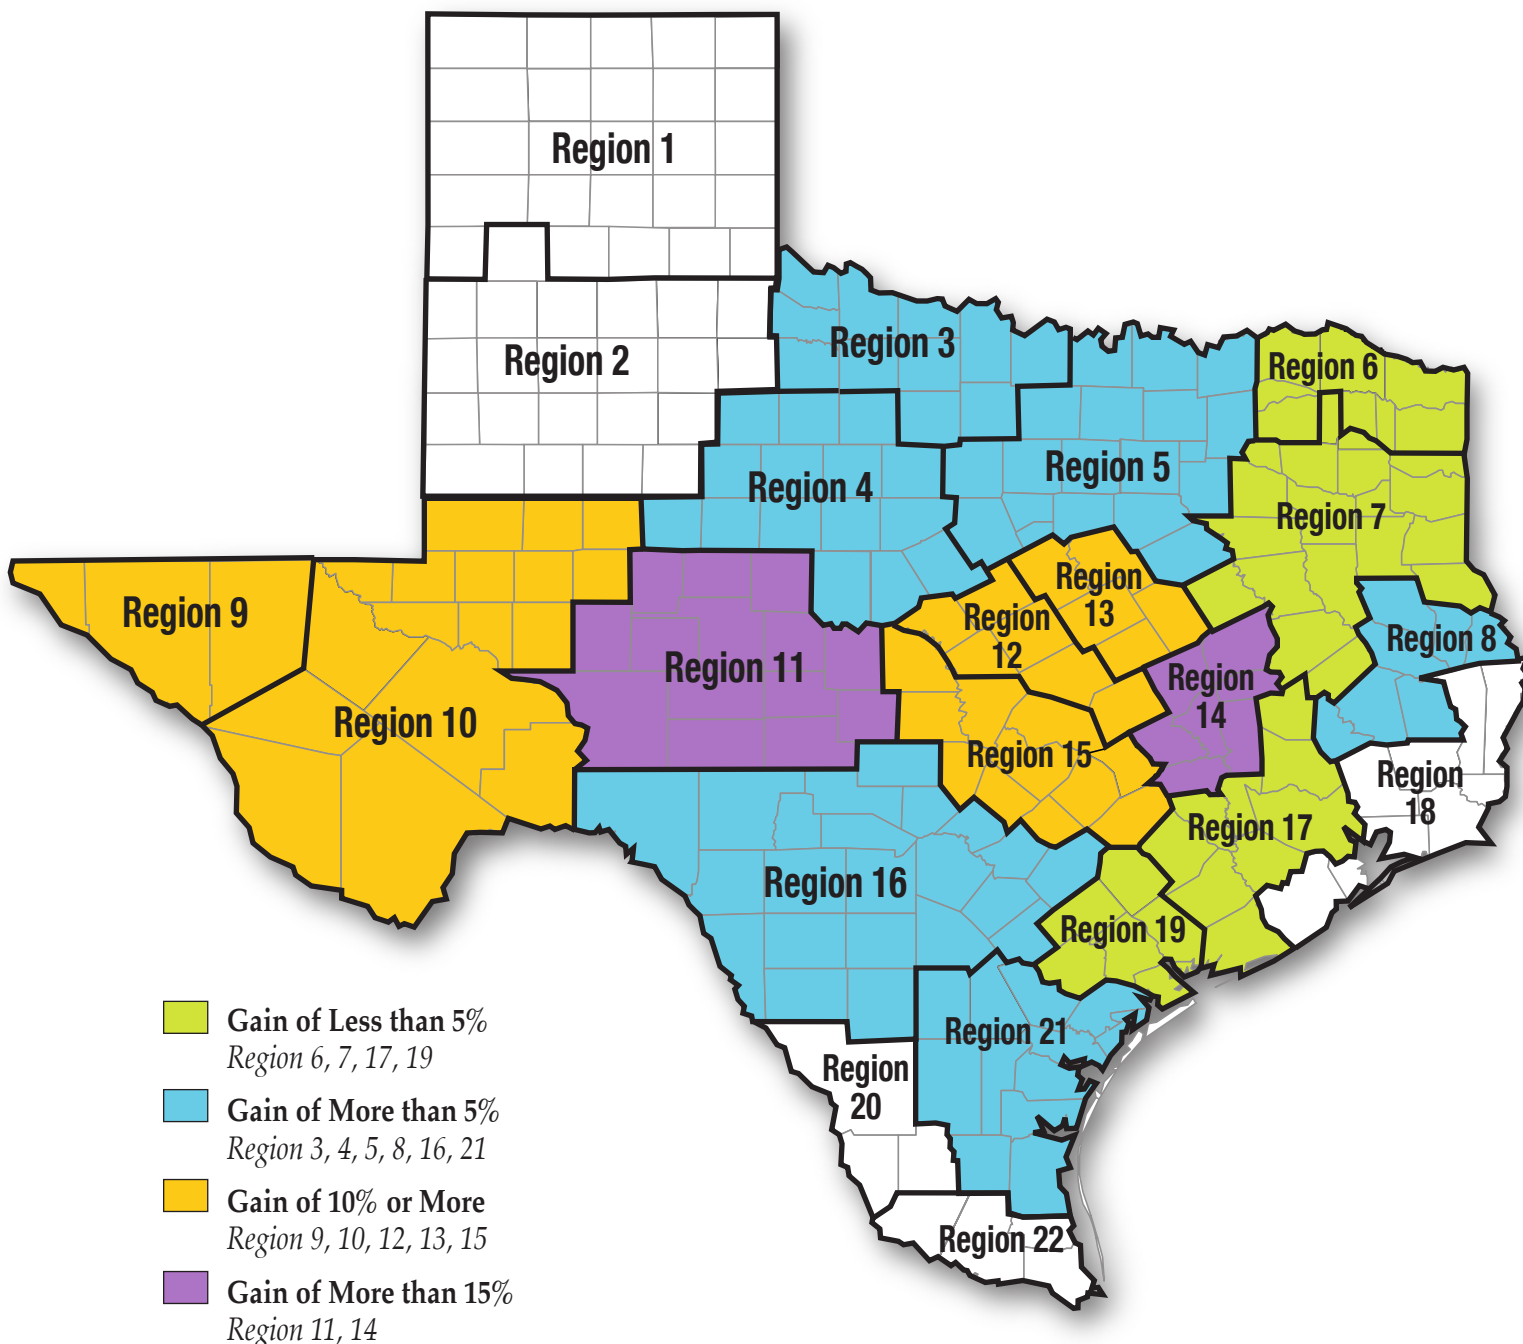 Region 1
Region 2
Region 3
Region 6
Region 4
Region 5
Region 7
Region
13
Region 9
Region
12
Region 8
Region 11
Region
14
Region 10
Region 15
Region
18
Region 17
Region 16
Region 19
Region 21
Region
20
Region 22
Gain of Less than 5%
Region 6, 7, 17, 19
Gain of More than 5%
Region 3, 4, 5, 8, 16, 21
Gain of 10% or More
Region 9, 10, 12, 13, 15
Gain of More than 15%
Region 11, 14